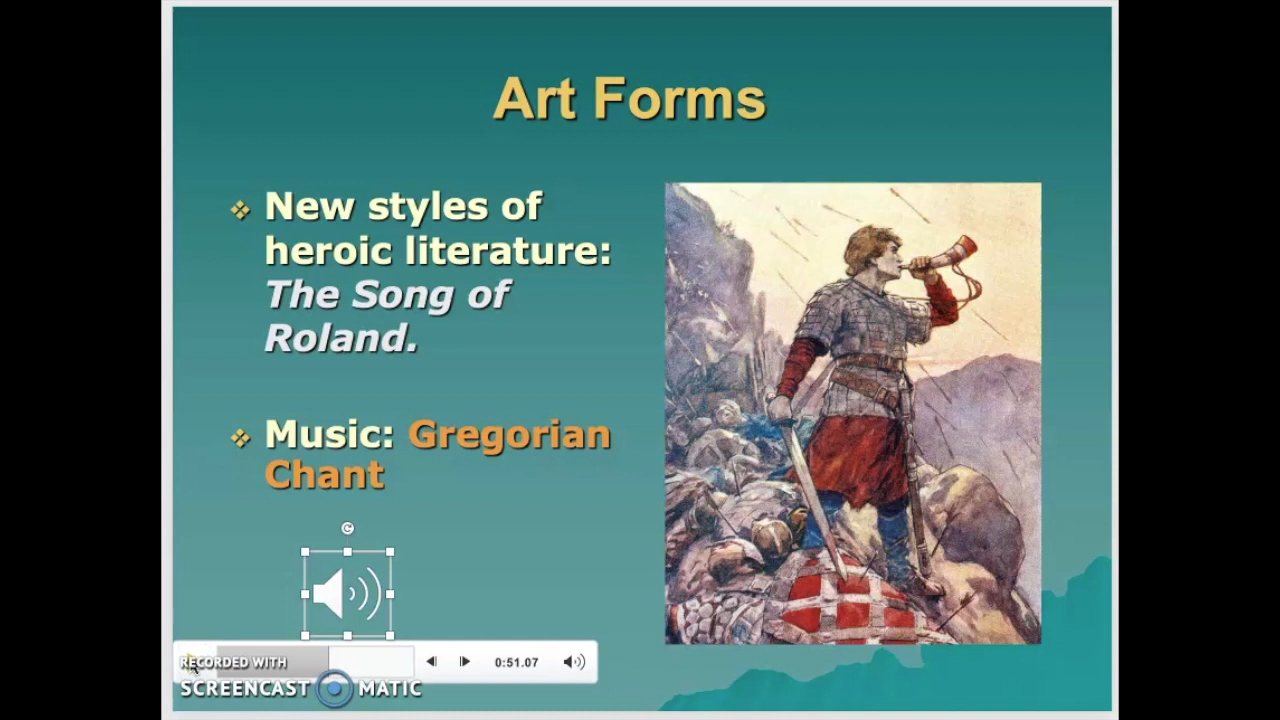 Art Forms
New styles of
heroic literature:
The Song of
Roland.
Music: Gregorian
Chant
0:51.07
RECORDED WITH
SCREENCAST MATIC